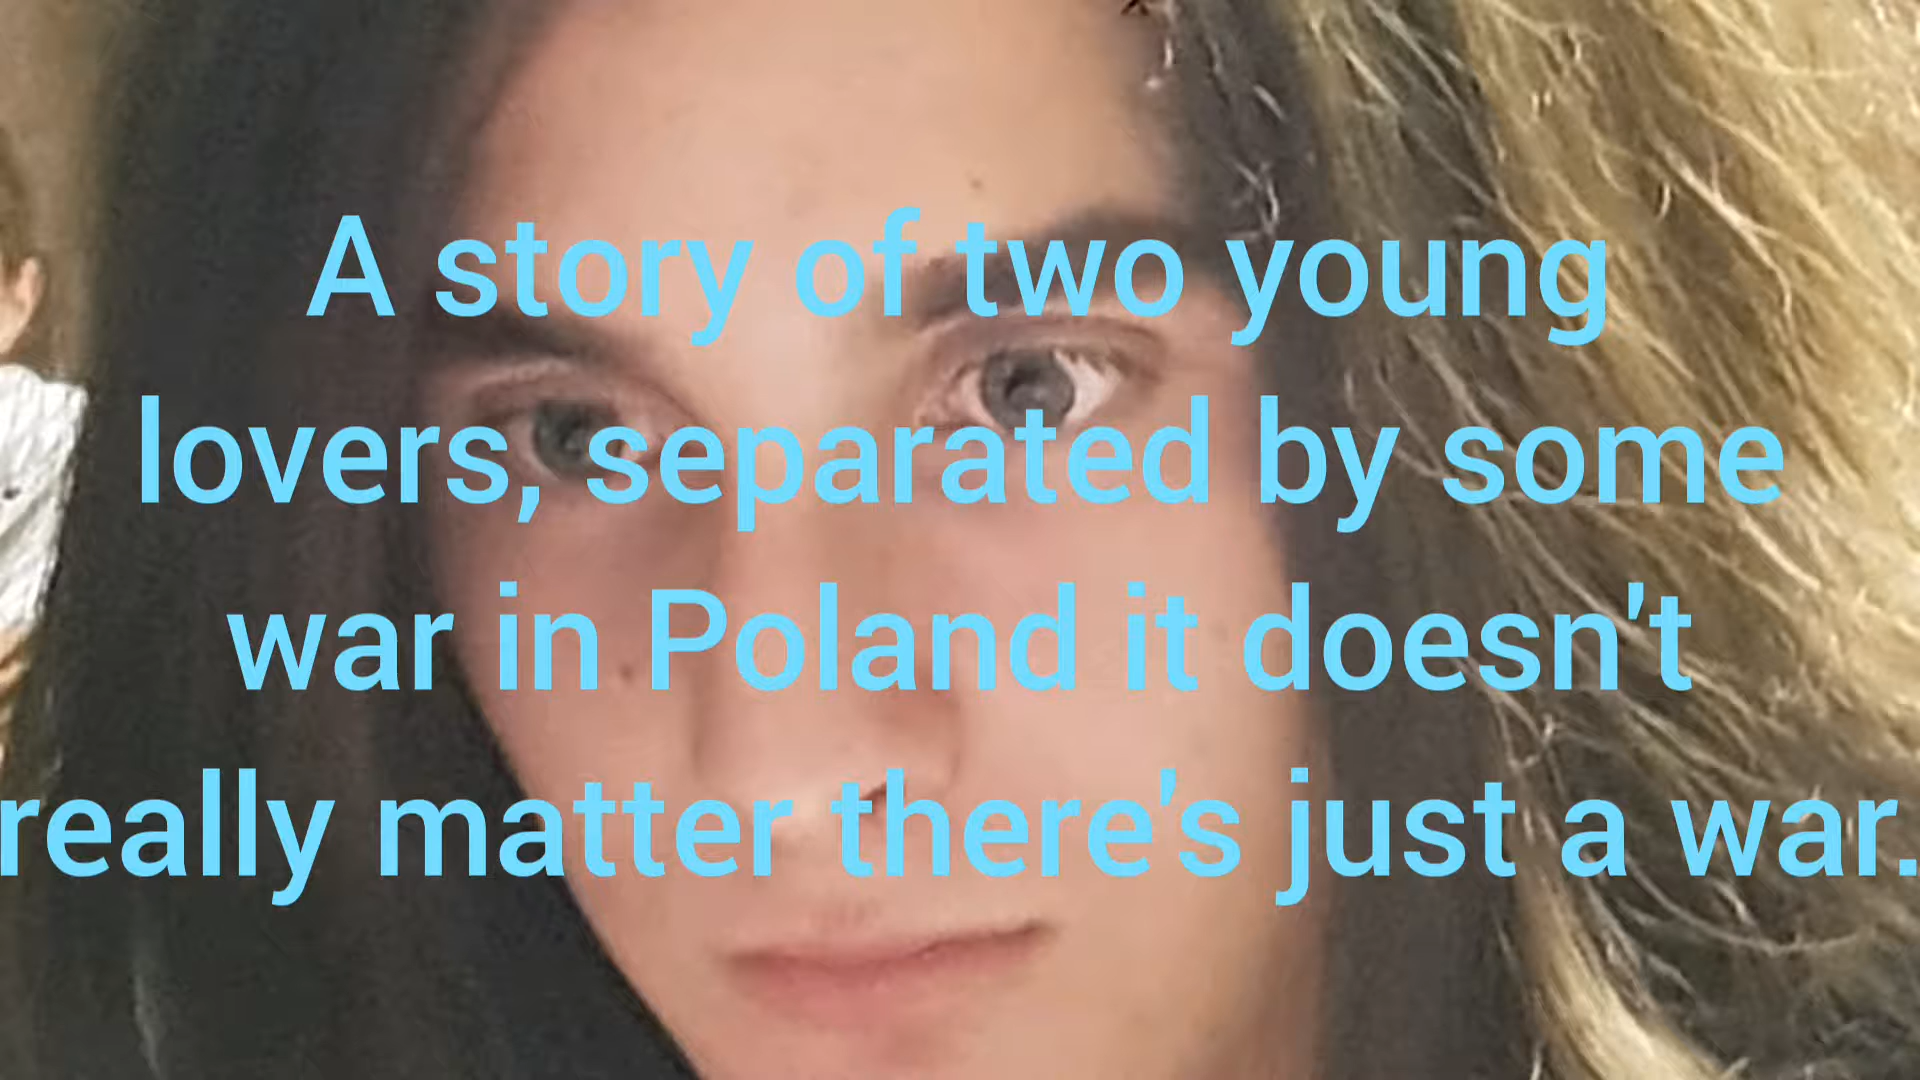 A story of two young
lovers, separated by some
war in Poland it doesn't
really matter there's just a war.